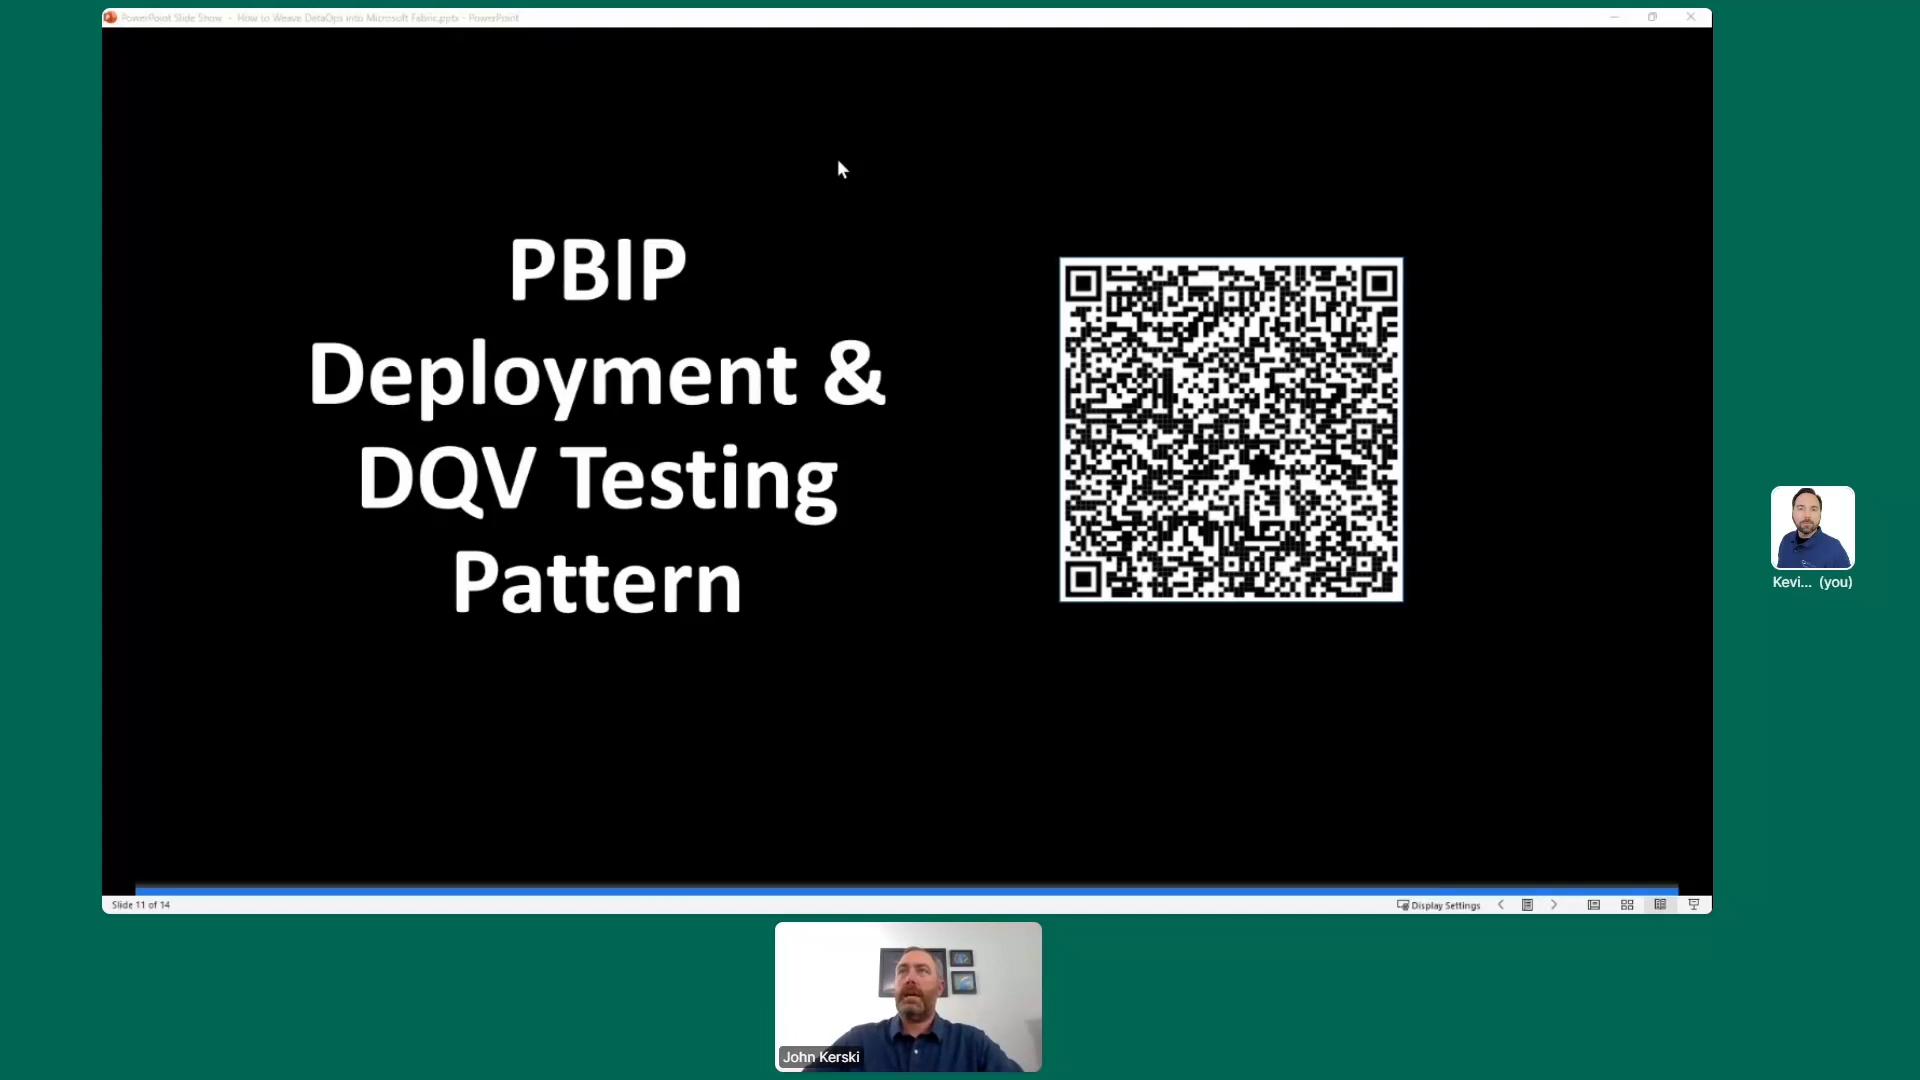 PowerPoint Slide Show - How to Weave DataOps into Microsoft Fabric.pptx - PowerPoint
PBIP
Deployment &
DQV Testing
Pattern
Kevi... (you)
Slide 11 of 14
Display Settings
John Kerski